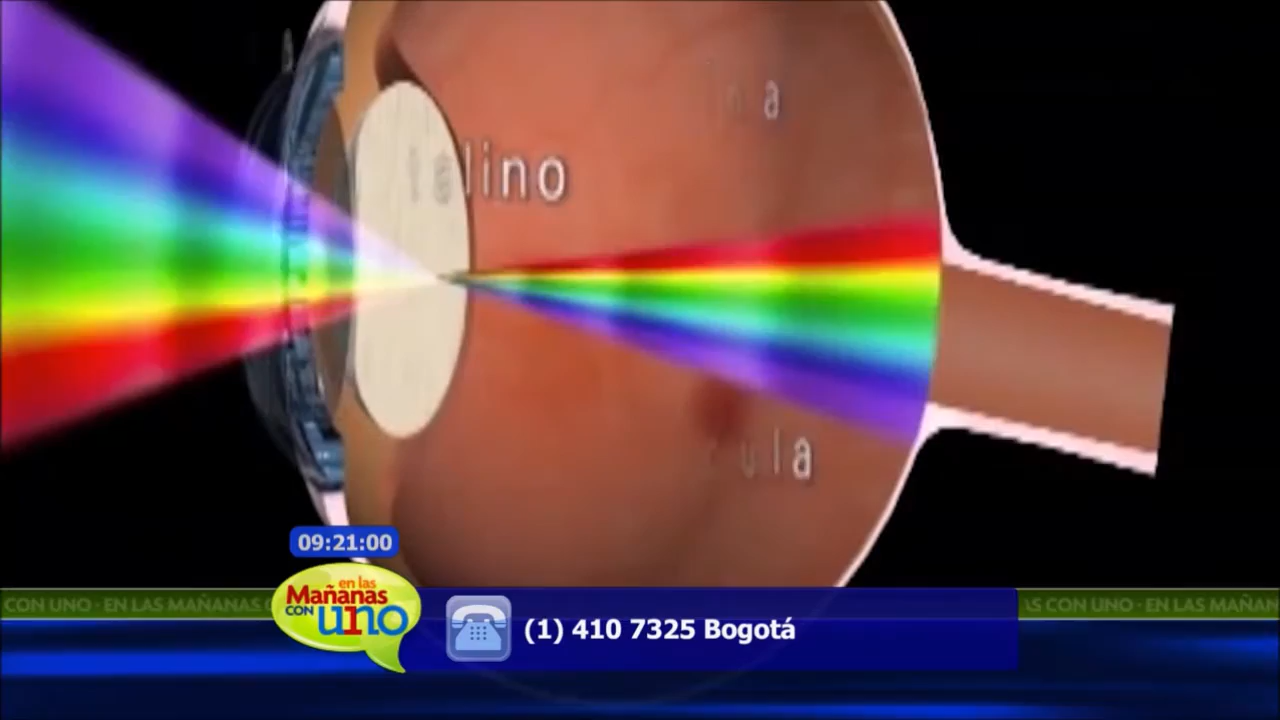 lino
a
ula
09:21:00
en las
Mañanas
CON uno
CON UNO · EN LAS MAÑANAS
(1) 410 7325 Bogotá
AS CON UNO · EN LAS MAÑAN